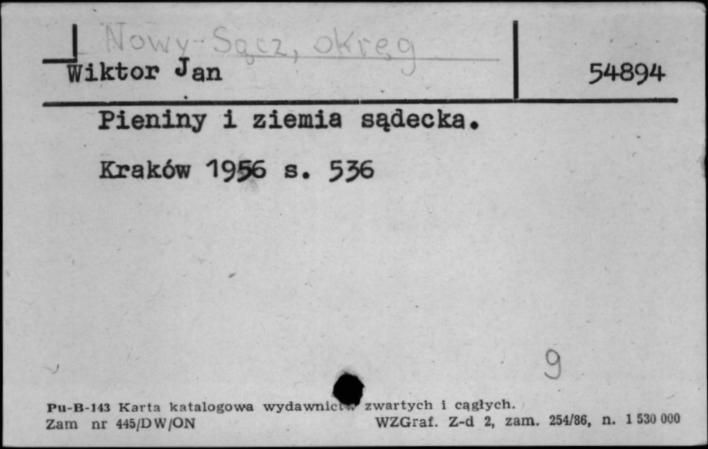 Nowy-Sącz, okręg
Wiktor Jan
54894
Pieniny i ziemia sądecka.
Kraków 1956 s. 536
9
Pu-B-143 Karta katalogowa wydawnictw zwartych i cągłych.
Zam nr 445/DW/ON
WZGraf. Z-d 2, zam. 254/86, n. 1 530 000